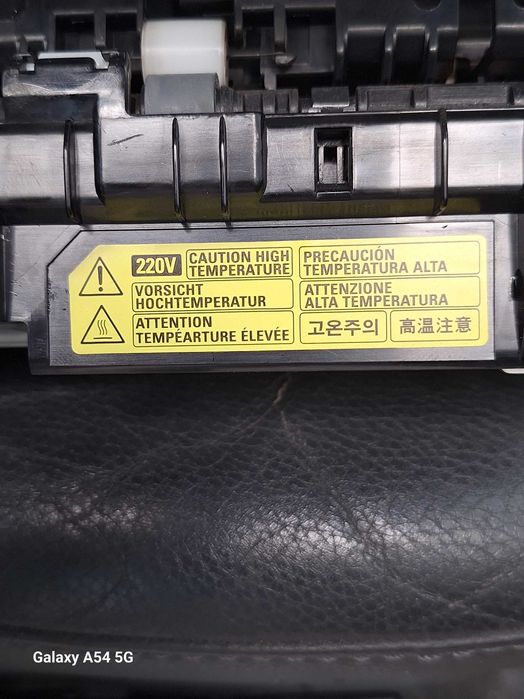 220V
CAUTION HIGH
TEMPERATURE
PRECAUCIÓN
TEMPERATURA ALTA
VORSICHT
HOCHTEMPERATUR
ATTENZIONE
ALTA TEMPERATURA
ATTENTION
TEMPÉARTURE ÉLEVÉE
고온주의
高温注意
Galaxy A54 5G